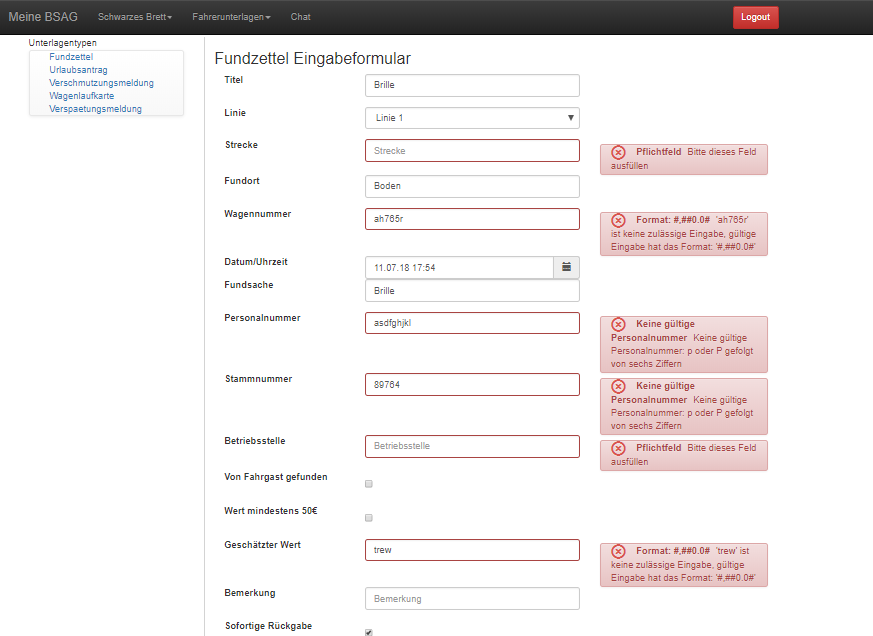 Meine BSAG Schwarzes Brett Fahrerunterlagen Chat Logout
Unterlagentypen
Fundzettel
Urlaubsantrag
Verschmutzungsmeldung
Wagenlaufkarte
Verspaetungsmeldung
Fundzettel Eingabeformular
Titel Brille
Linie Linie 1
Strecke Strecke
Pflichtfeld Bitte dieses Feld
ausfüllen
Fundort Boden
Wagennummer ah765r
Format: #,##0.0# 'ah765r'
ist keine zulässige Eingabe, gültige
Eingabe hat das Format: '#,##0.0#'
Datum/Uhrzeit 11.07.18 17:54
Fundsache Brille
Personalnummer asdfghjkl
Keine gültige
Personalnummer Keine gültige
Personalnummer: p oder P gefolgt
von sechs Ziffern
Stammnummer 89764
Keine gültige
Personalnummer Keine gültige
Personalnummer: p oder P gefolgt
von sechs Ziffern
Betriebsstelle Betriebsstelle
Pflichtfeld Bitte dieses Feld
ausfüllen
Von Fahrgast gefunden
Wert mindestens 50€
Geschätzter Wert trew
Format: #,##0.0# 'trew' ist
keine zulässige Eingabe, gültige
Eingabe hat das Format: '#,##0.0#'
Bemerkung Bemerkung
Sofortige Rückgabe